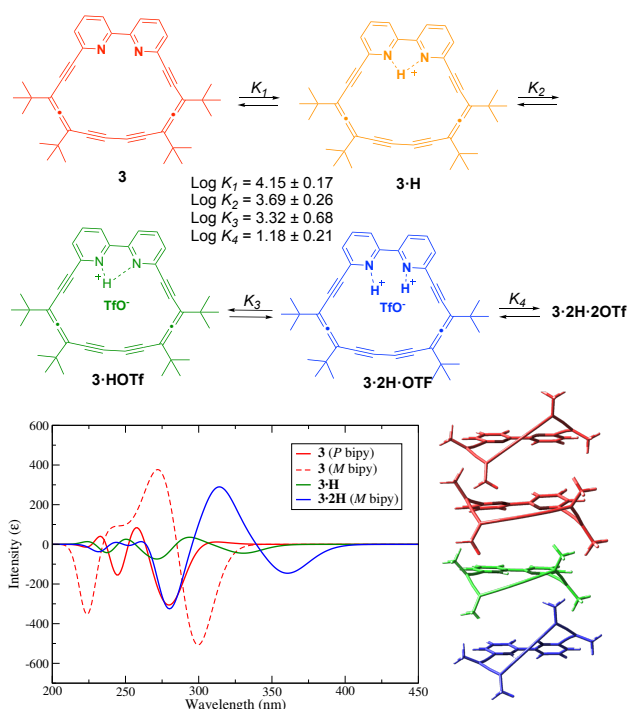 N N
K1
N N
H +
K2
3
3·H
Log K1 = 4.15 ± 0.17
Log K2 = 3.69 ± 0.26
Log K3 = 3.32 ± 0.68
Log K4 = 1.18 ± 0.21
N N
+ H
TfO-
K3
N N
H+ H+
TfO-
K4
3·2H·2OTf
3·HOTf
3·2H·OTF
600
400
200
0
-200
-400
-600
Intensity (ε)
3 (P bipy)
3 (M bipy)
3·H
3·2H (M bipy)
200 250 300 350 400 450
Wavelength (nm)